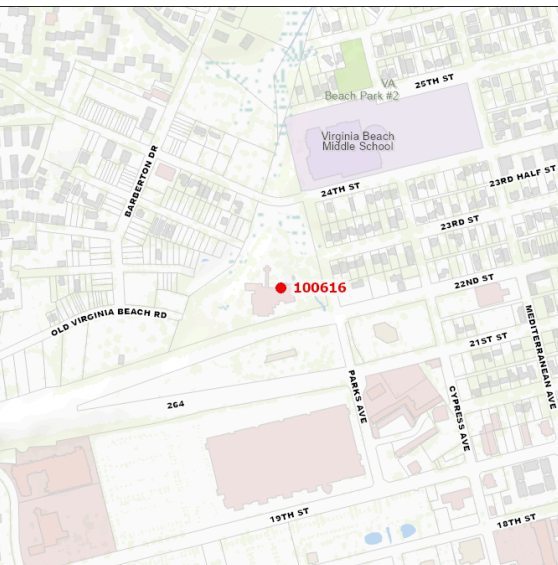 25TH ST
VA
Beach Park #2
Virginia Beach
Middle School
BARBERTON DR
24TH ST
23RD HALF ST
23RD ST
22ND ST
100616
OLD VIRGINIA BEACH RD
MEDITERRANEAN AVE
21ST ST
264
PARKS AVE
CYPRESS AVE
19TH ST
18TH ST